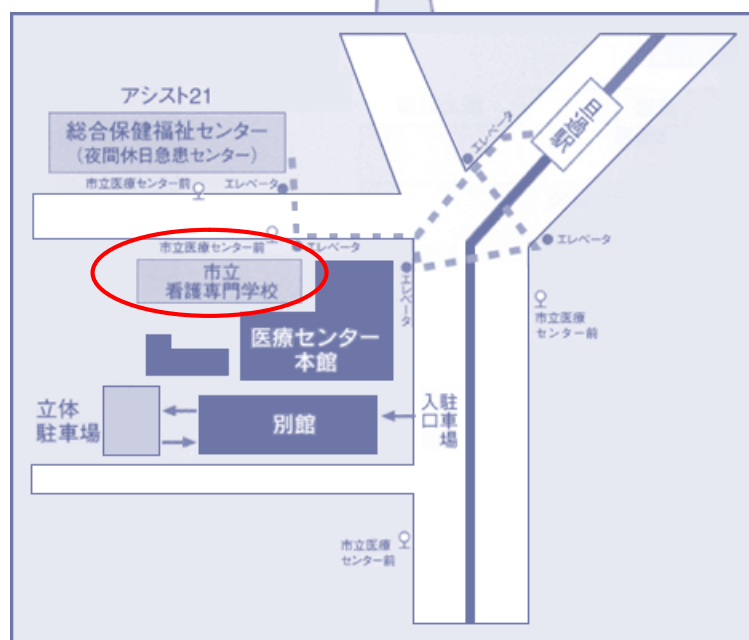 アシスト21
総合保健福祉センター
(夜間休日急患センター)
市立医療センター前
エレベータ
旦過駅
エレベータ
市立医療センター前
エレベータ
エレベータ
エレベータ
市立
看護専門学校
医療センター
本館
市立医療
センター前
立体
駐車場
別館
駐車場
入口
市立医療
センター前